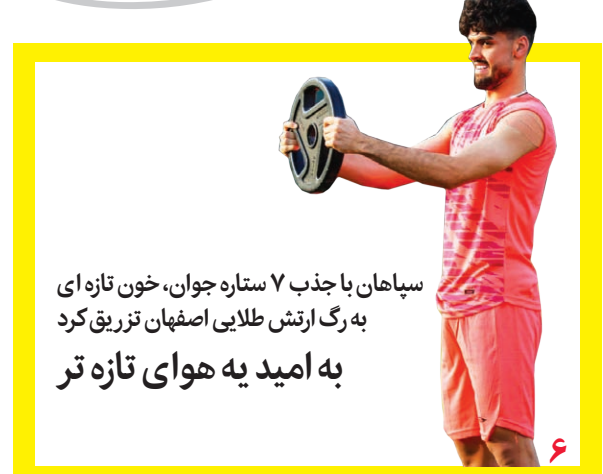 سپاهان با جذب ۷ ستاره جوان، خون تازه ای
به رگ ارتش طلایی اصفهان تزریق کرد
به امید یه هوای تازه تر
۶